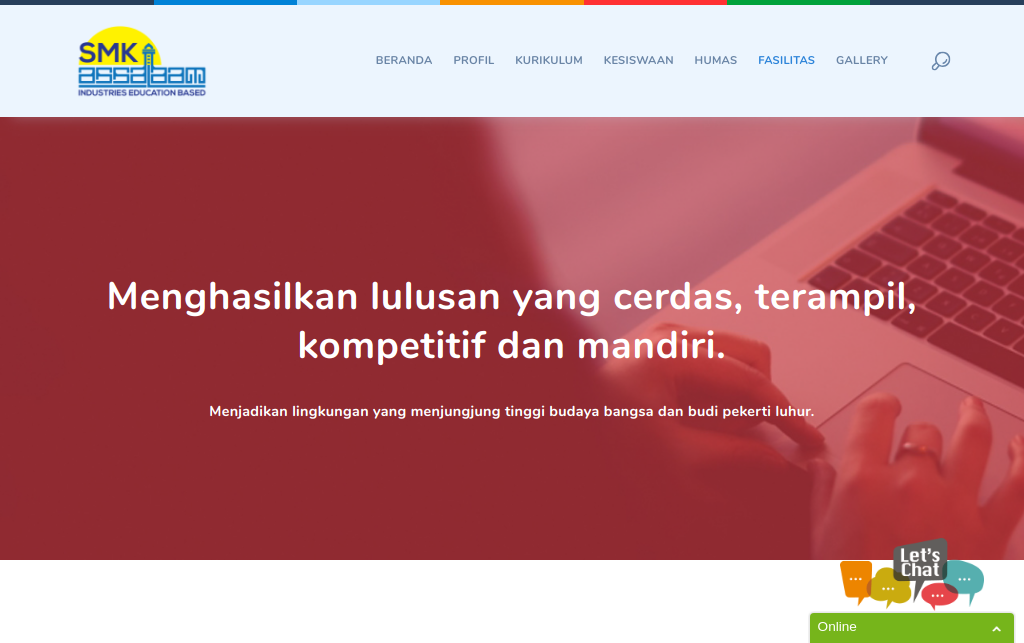 SMK
assalaam
INDUSTRIES EDUCATION BASED
BERANDA PROFIL KURIKULUM KESISWAAN HUMAS FASILITAS GALLERY
Menghasilkan lulusan yang cerdas, terampil,
kompetitif dan mandiri.
Menjadikan lingkungan yang menjungjung tinggi budaya bangsa dan budi pekerti luhur.
Let's
Chat
Online